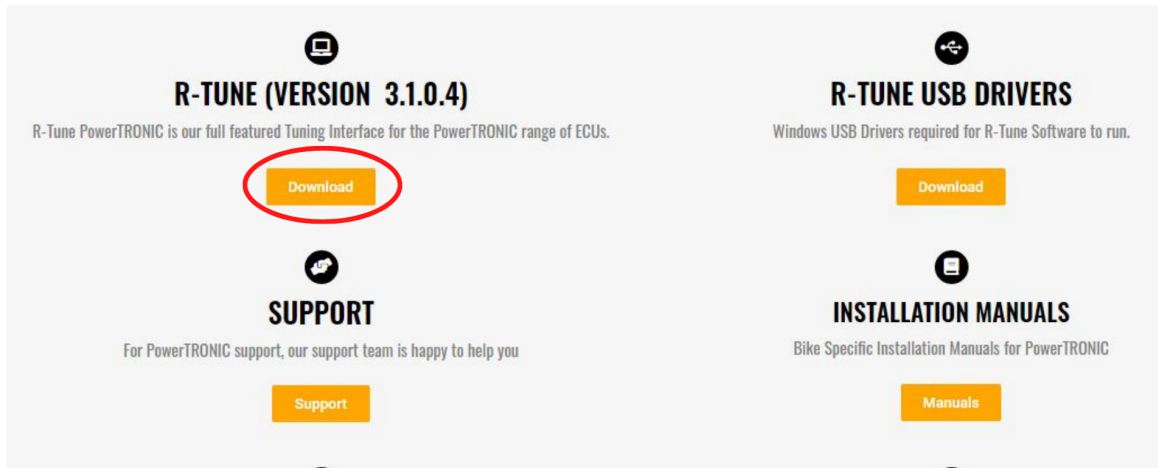 R-TUNE (VERSION 3.1.0.4)
R-Tune PowerTRONIC is our full featured Tuning Interface for the PowerTRONIC range of ECUs.
Download
R-TUNE USB DRIVERS
Windows USB Drivers required for R-Tune Software to run.
Download
SUPPORT
For PowerTRONIC support, our support team is happy to help you
Support
INSTALLATION MANUALS
Bike Specific Installation Manuals for PowerTRONIC
Manuals